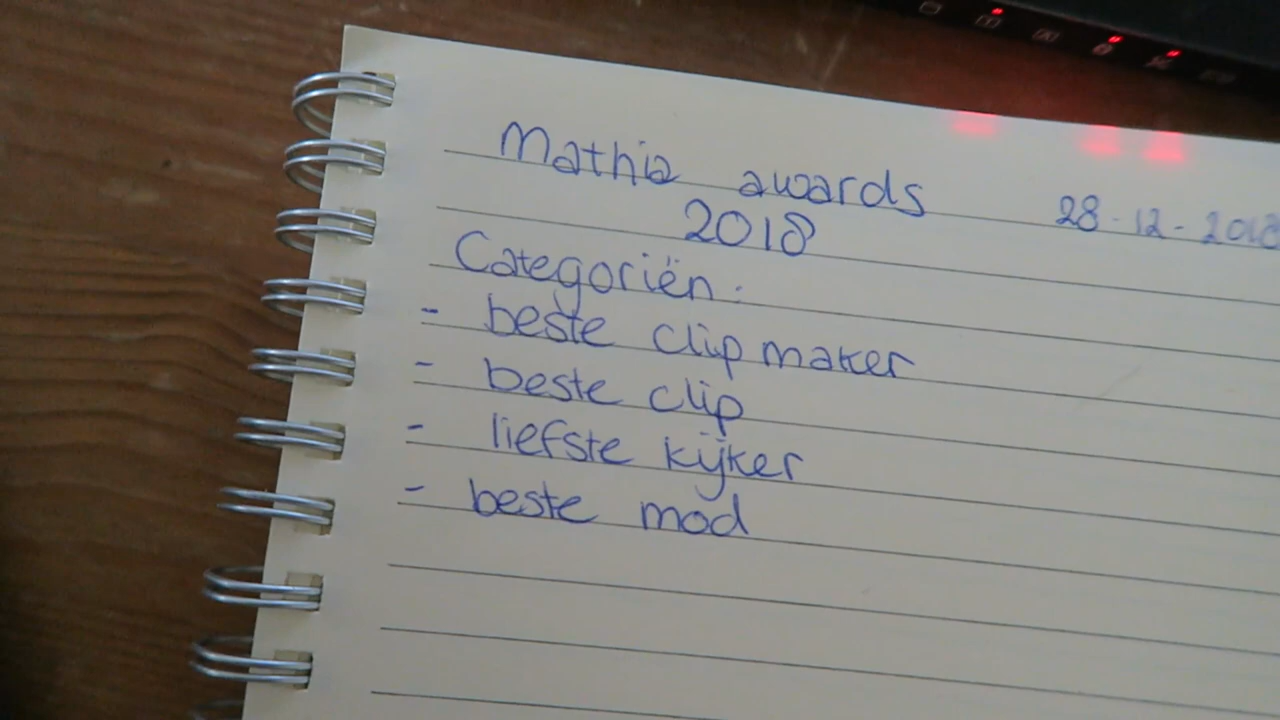 Mathia awards 28-12-2018
2018
Categoriën:
- beste clip maker
- beste clip
- liefste kijker
- beste mod